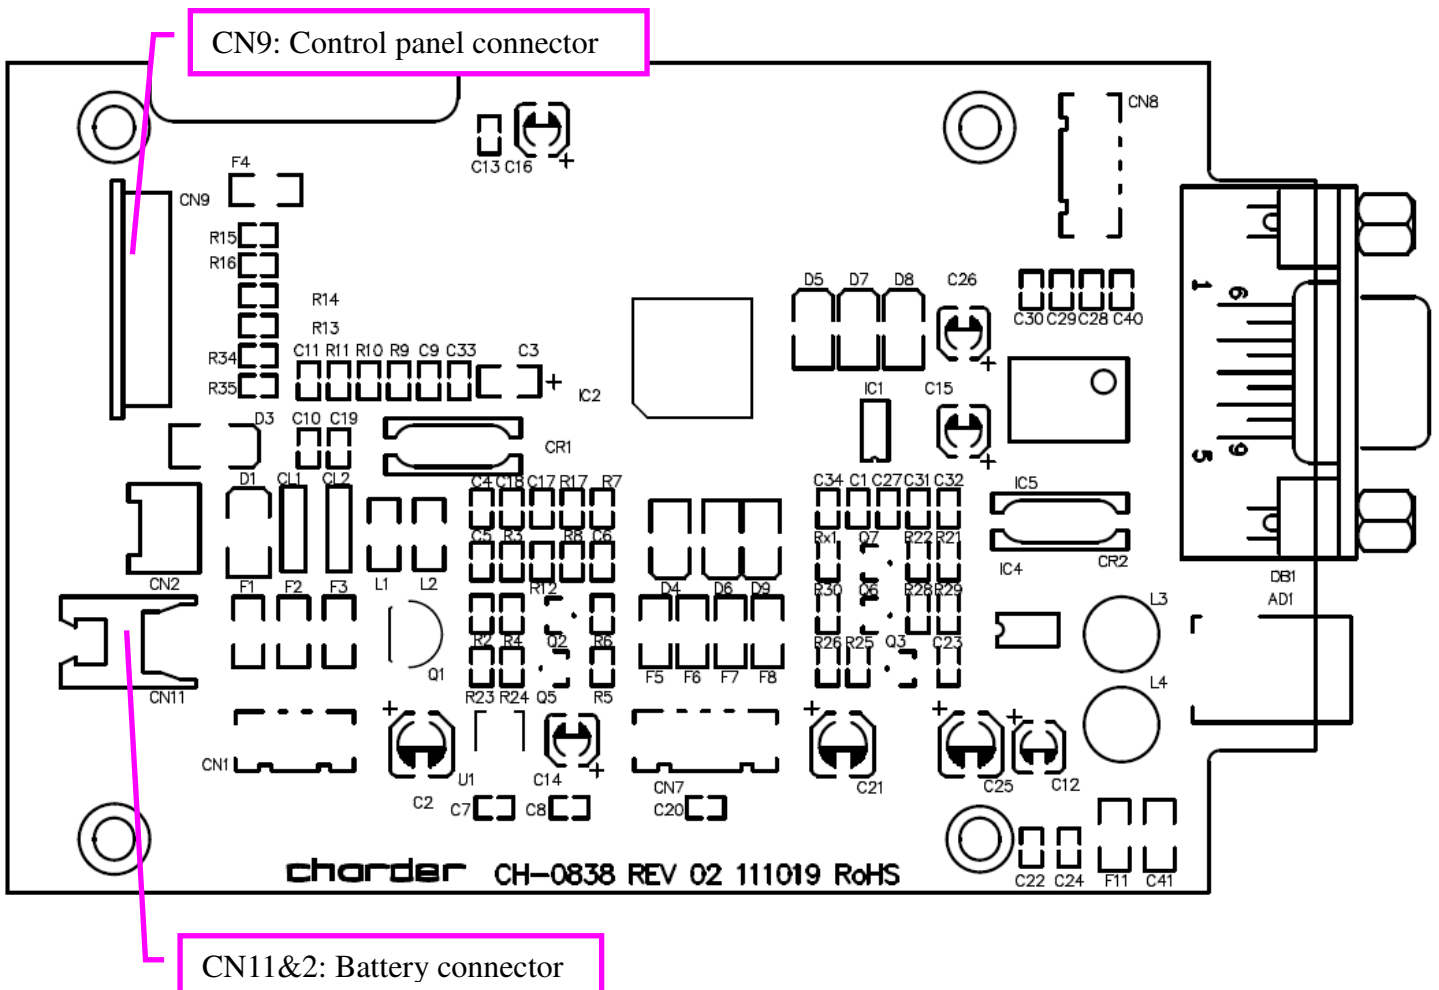 CN9: Control panel connector
CN8
C13 C16
F4
CN9
R15
R16
R14
R13
R34
R35
C11 R11 R10 R9 C9 C33 C3
IC2
D5 D7 D8 C26
C30 C29 C28 C40
1 6
5 9
IC1 C15
D3 C10 C19
CR1
D1 CL1 CL2
C4 C18 C17 R17 R7
C34 C1 C27 C31 C32
IC5
C5 R3 R8 C6
Rx1 Q7 R22 R21
IC4 CR2
CN2
F1 F2 F3 L1 L2
R12
D4 D6 D9
R30 Q6 R28 R29
DB1
AD1
L3
R2 R4 Q2 R6
R26 R25 Q3 C23
CN11
Q1
R23 R24 Q5 R5
F5 F6 F7 F8
L4
CN1
U1 C14
CN7
C21 C25 C12
C2 C7 C8 C20
charder CH-0838 REV 02 111019 RoHS
C22 C24 F11 C41
CN11&2: Battery connector